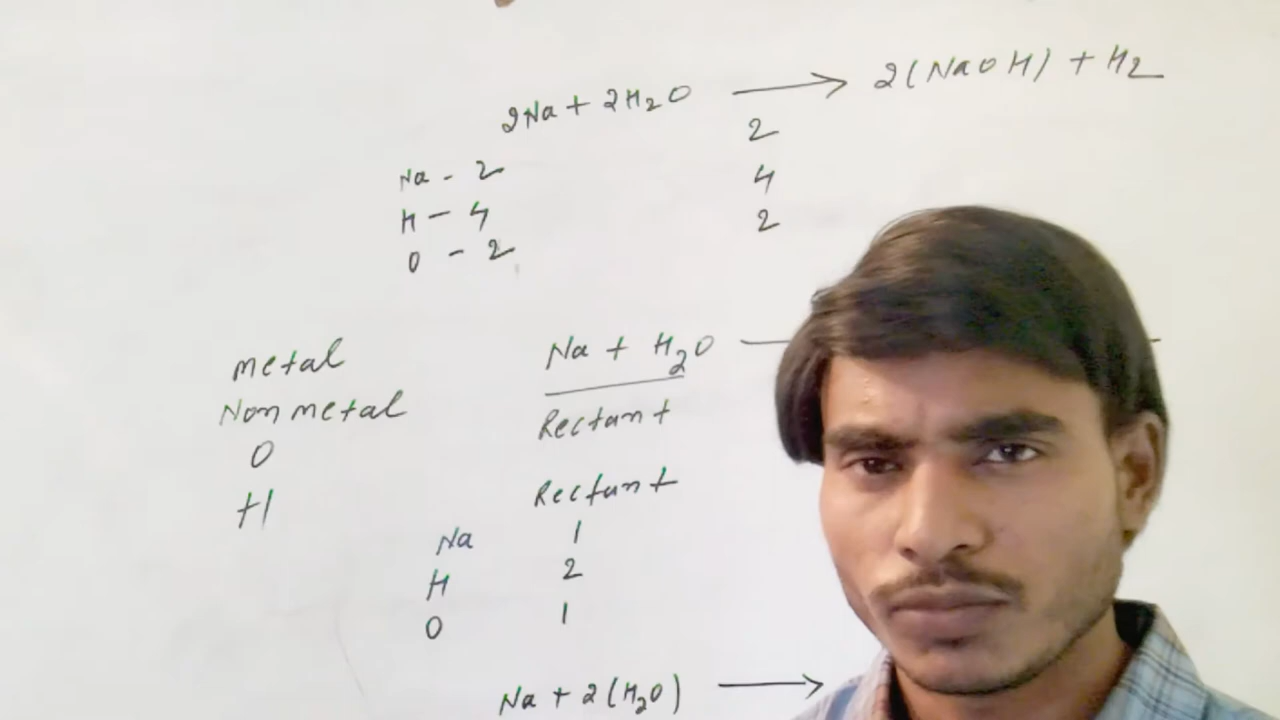 2Na + 2H₂O ⟶ 2(NaOH) + H₂
Na - 2 2
H - 4 4
O - 2 2
Metal
Non metal
O
H
Na + H₂O —
Rectant
Rectant
Na 1
H 2
O 1
Na + 2(H₂O) ⟶